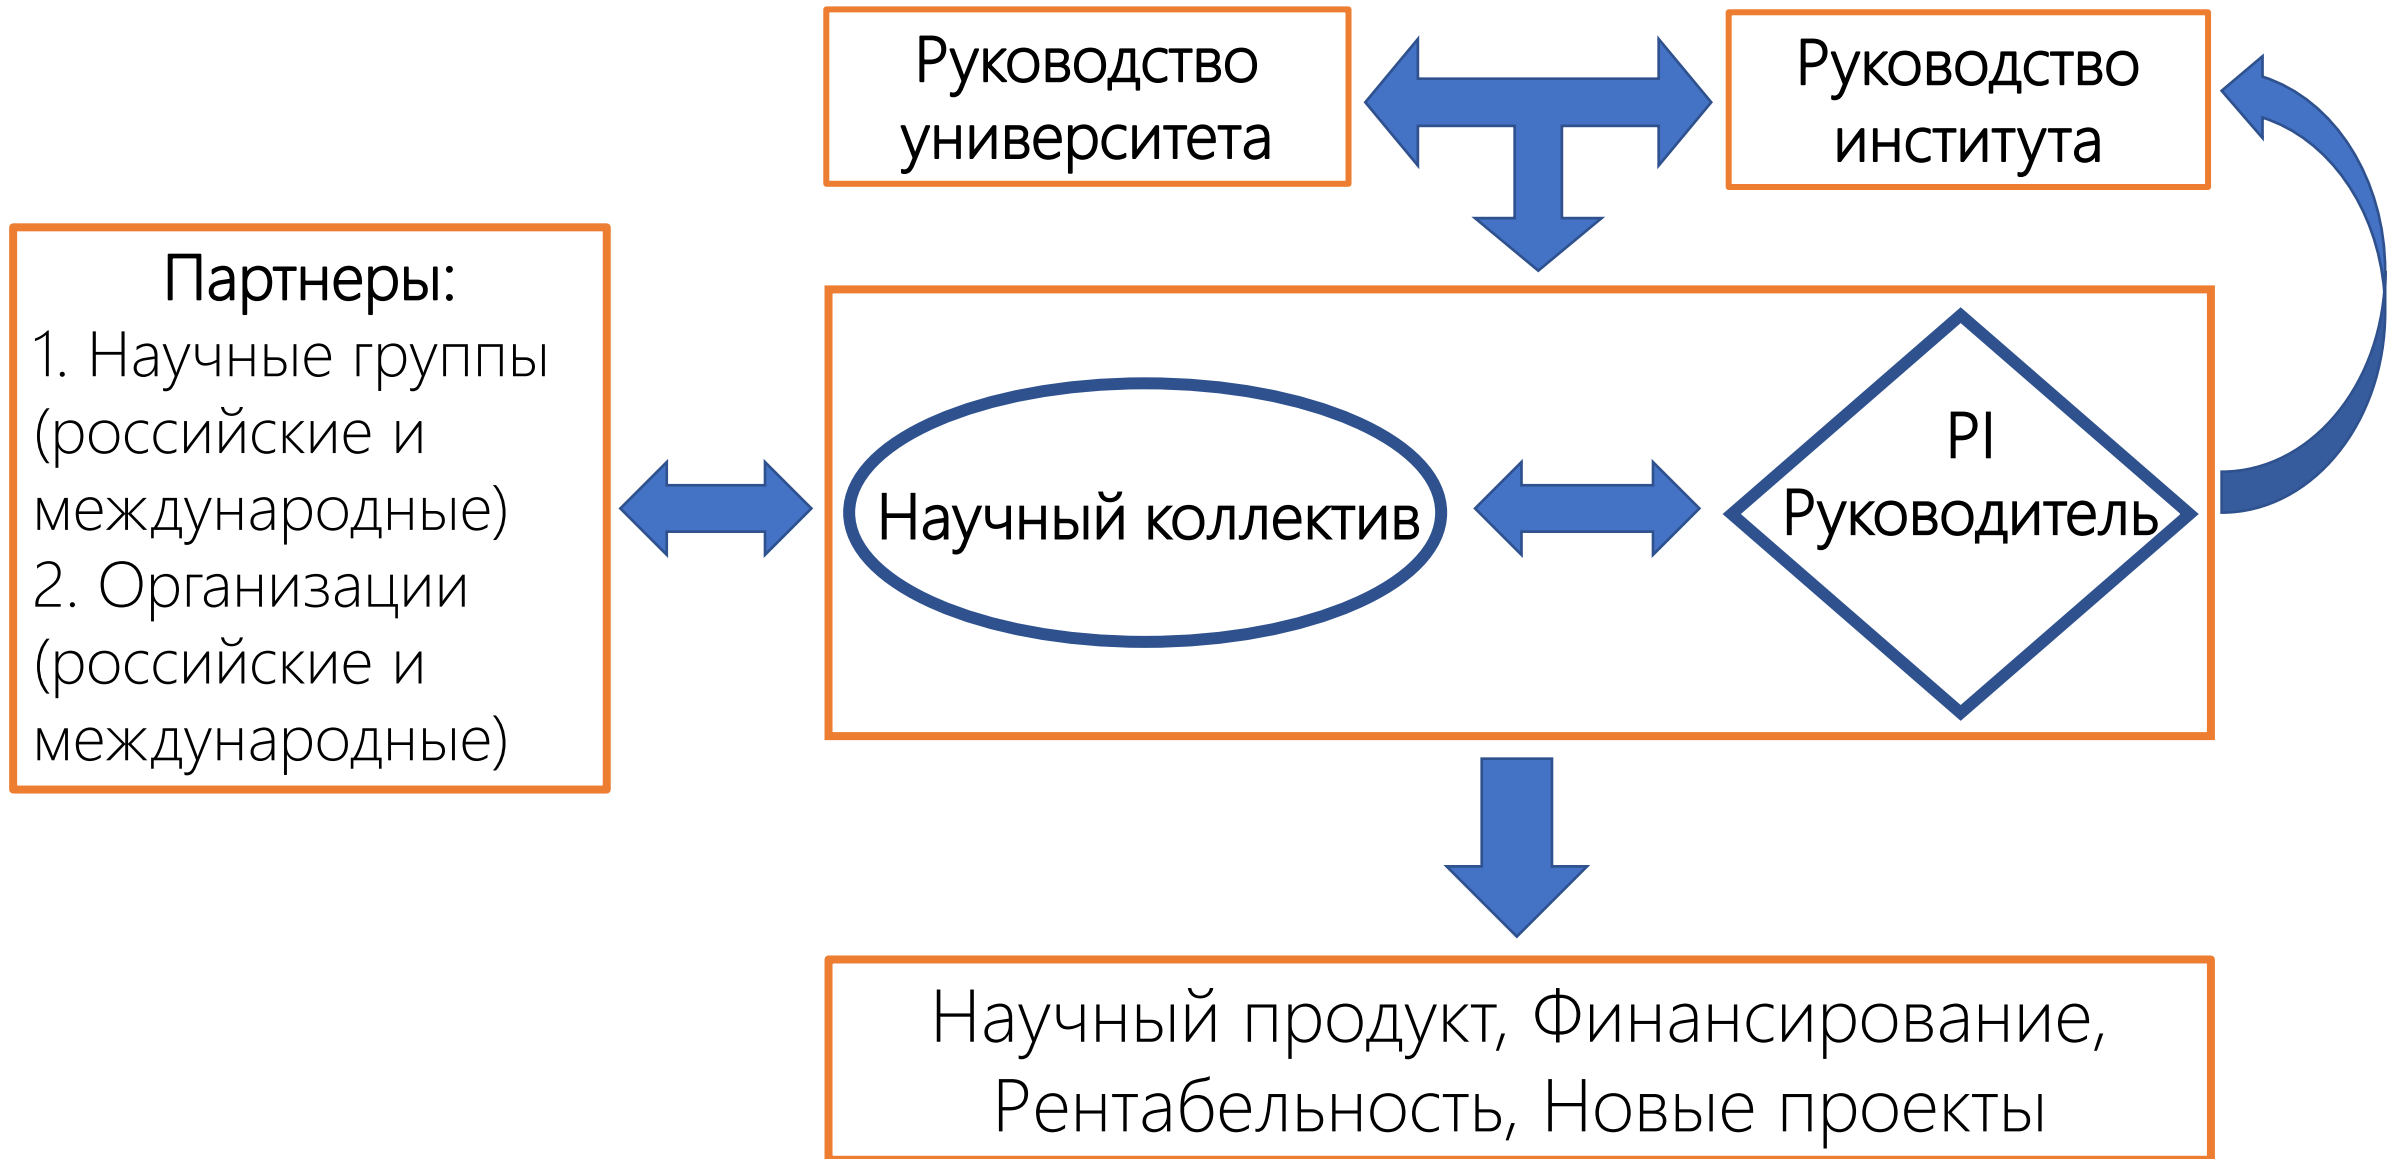 Руководство
университета
Руководство
института
Партнеры:
1. Научные группы
(российские и
международные)
2. Организации
(российские и
международные)
Научный коллектив
PI
Руководитель
Научный продукт, Финансирование,
Рентабельность, Новые проекты